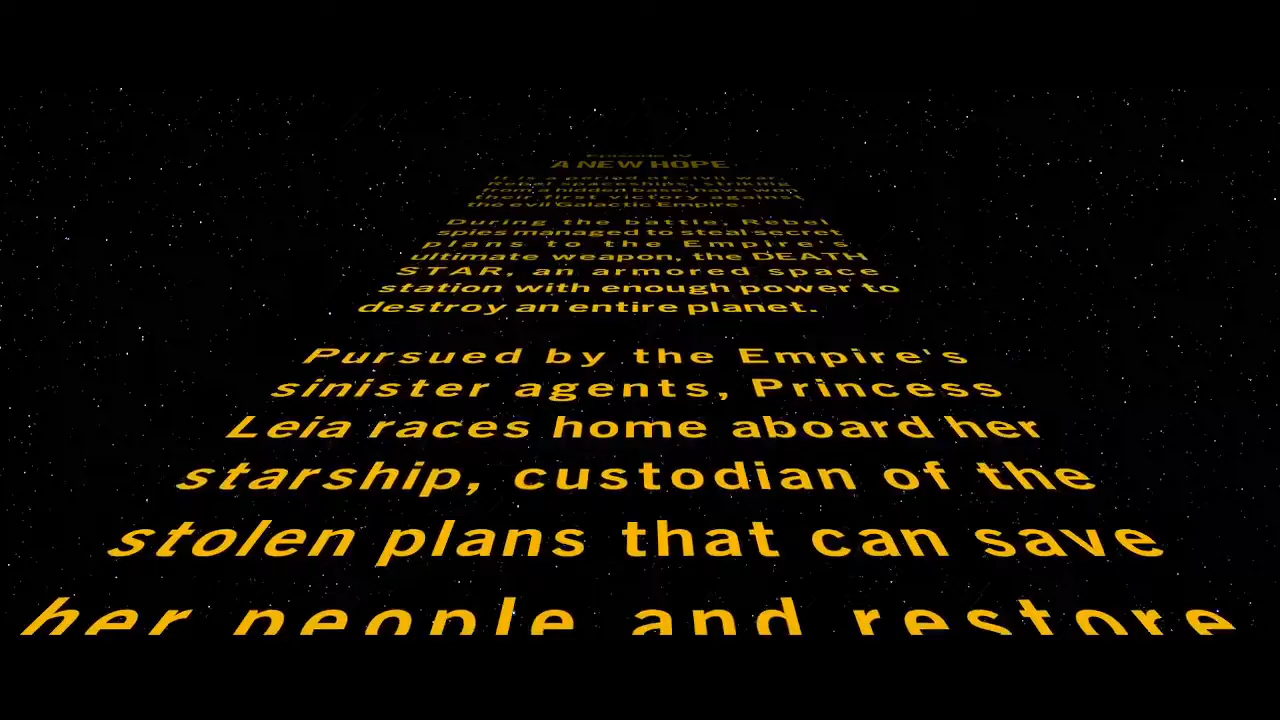 Episode IV
A NEW HOPE
It is a period of civil war.
Rebel spaceships, striking
from a hidden base, have won
their first victory against
the evil Galactic Empire.
During the battle, Rebel
spies managed to steal secret
plans to the Empire's
ultimate weapon, the DEATH
STAR, an armored space
station with enough power to
destroy an entire planet.
Pursued by the Empire's
sinister agents, Princess
Leia races home aboard her
starship, custodian of the
stolen plans that can save
her people and restore